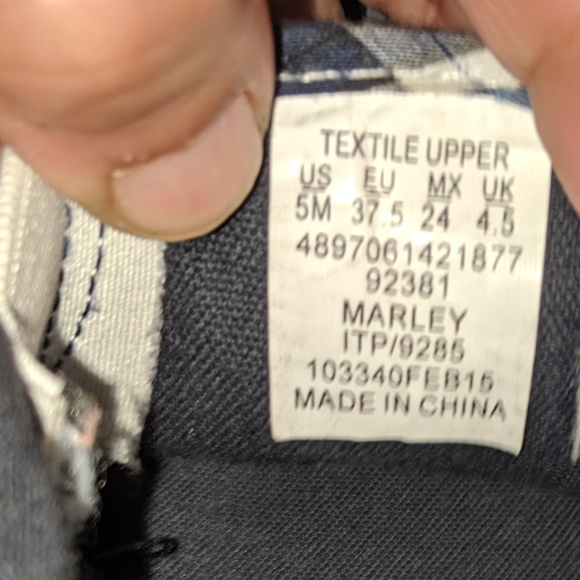 TEXTILE UPPER
US EU MX UK
5M 37.5 24 4.5
4897061421877
92381
MARLEY
ITP/9285
103340FEB15
MADE IN CHINA